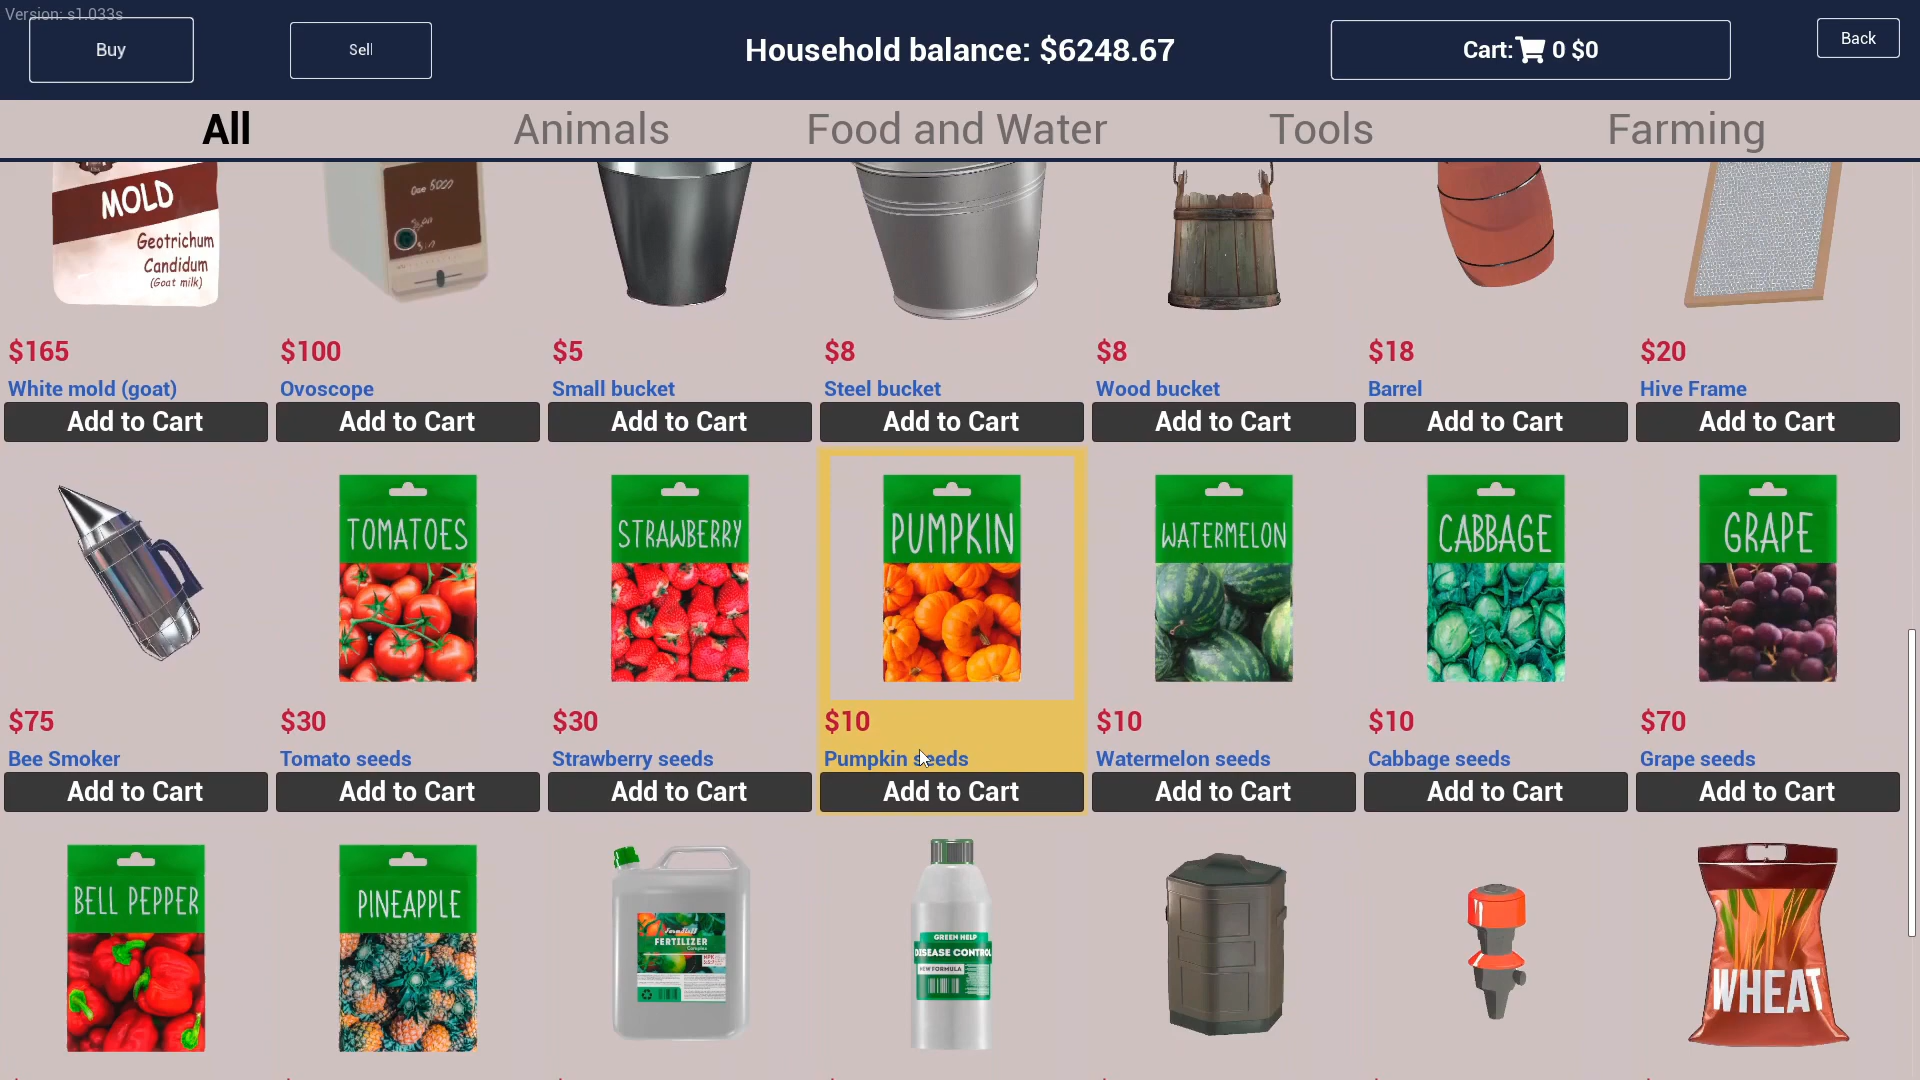 Version: s1.033s
Buy
Sell
Household balance: $6248.67
Cart: 0 $0
Back
All
Animals
Food and Water
Tools
Farming
MOLD
Geotrichum
Candidum
(Goat milk)
$165
White mold (goat)
Add to Cart
$100
Ovoscope
Add to Cart
$5
Small bucket
Add to Cart
$8
Steel bucket
Add to Cart
$8
Wood bucket
Add to Cart
$18
Barrel
Add to Cart
$20
Hive Frame
Add to Cart
$75
Bee Smoker
Add to Cart
TOMATOES
$30
Tomato seeds
Add to Cart
STRAWBERRY
$30
Strawberry seeds
Add to Cart
PUMPKIN
$10
Pumpkin seeds
Add to Cart
WATERMELON
$10
Watermelon seeds
Add to Cart
CABBAGE
$10
Cabbage seeds
Add to Cart
GRAPE
$70
Grape seeds
Add to Cart
BELL PEPPER
PINEAPPLE
FERTILIZER
GREEN HELP
DISEASE CONTROL
NEW FORMULA
WHEAT